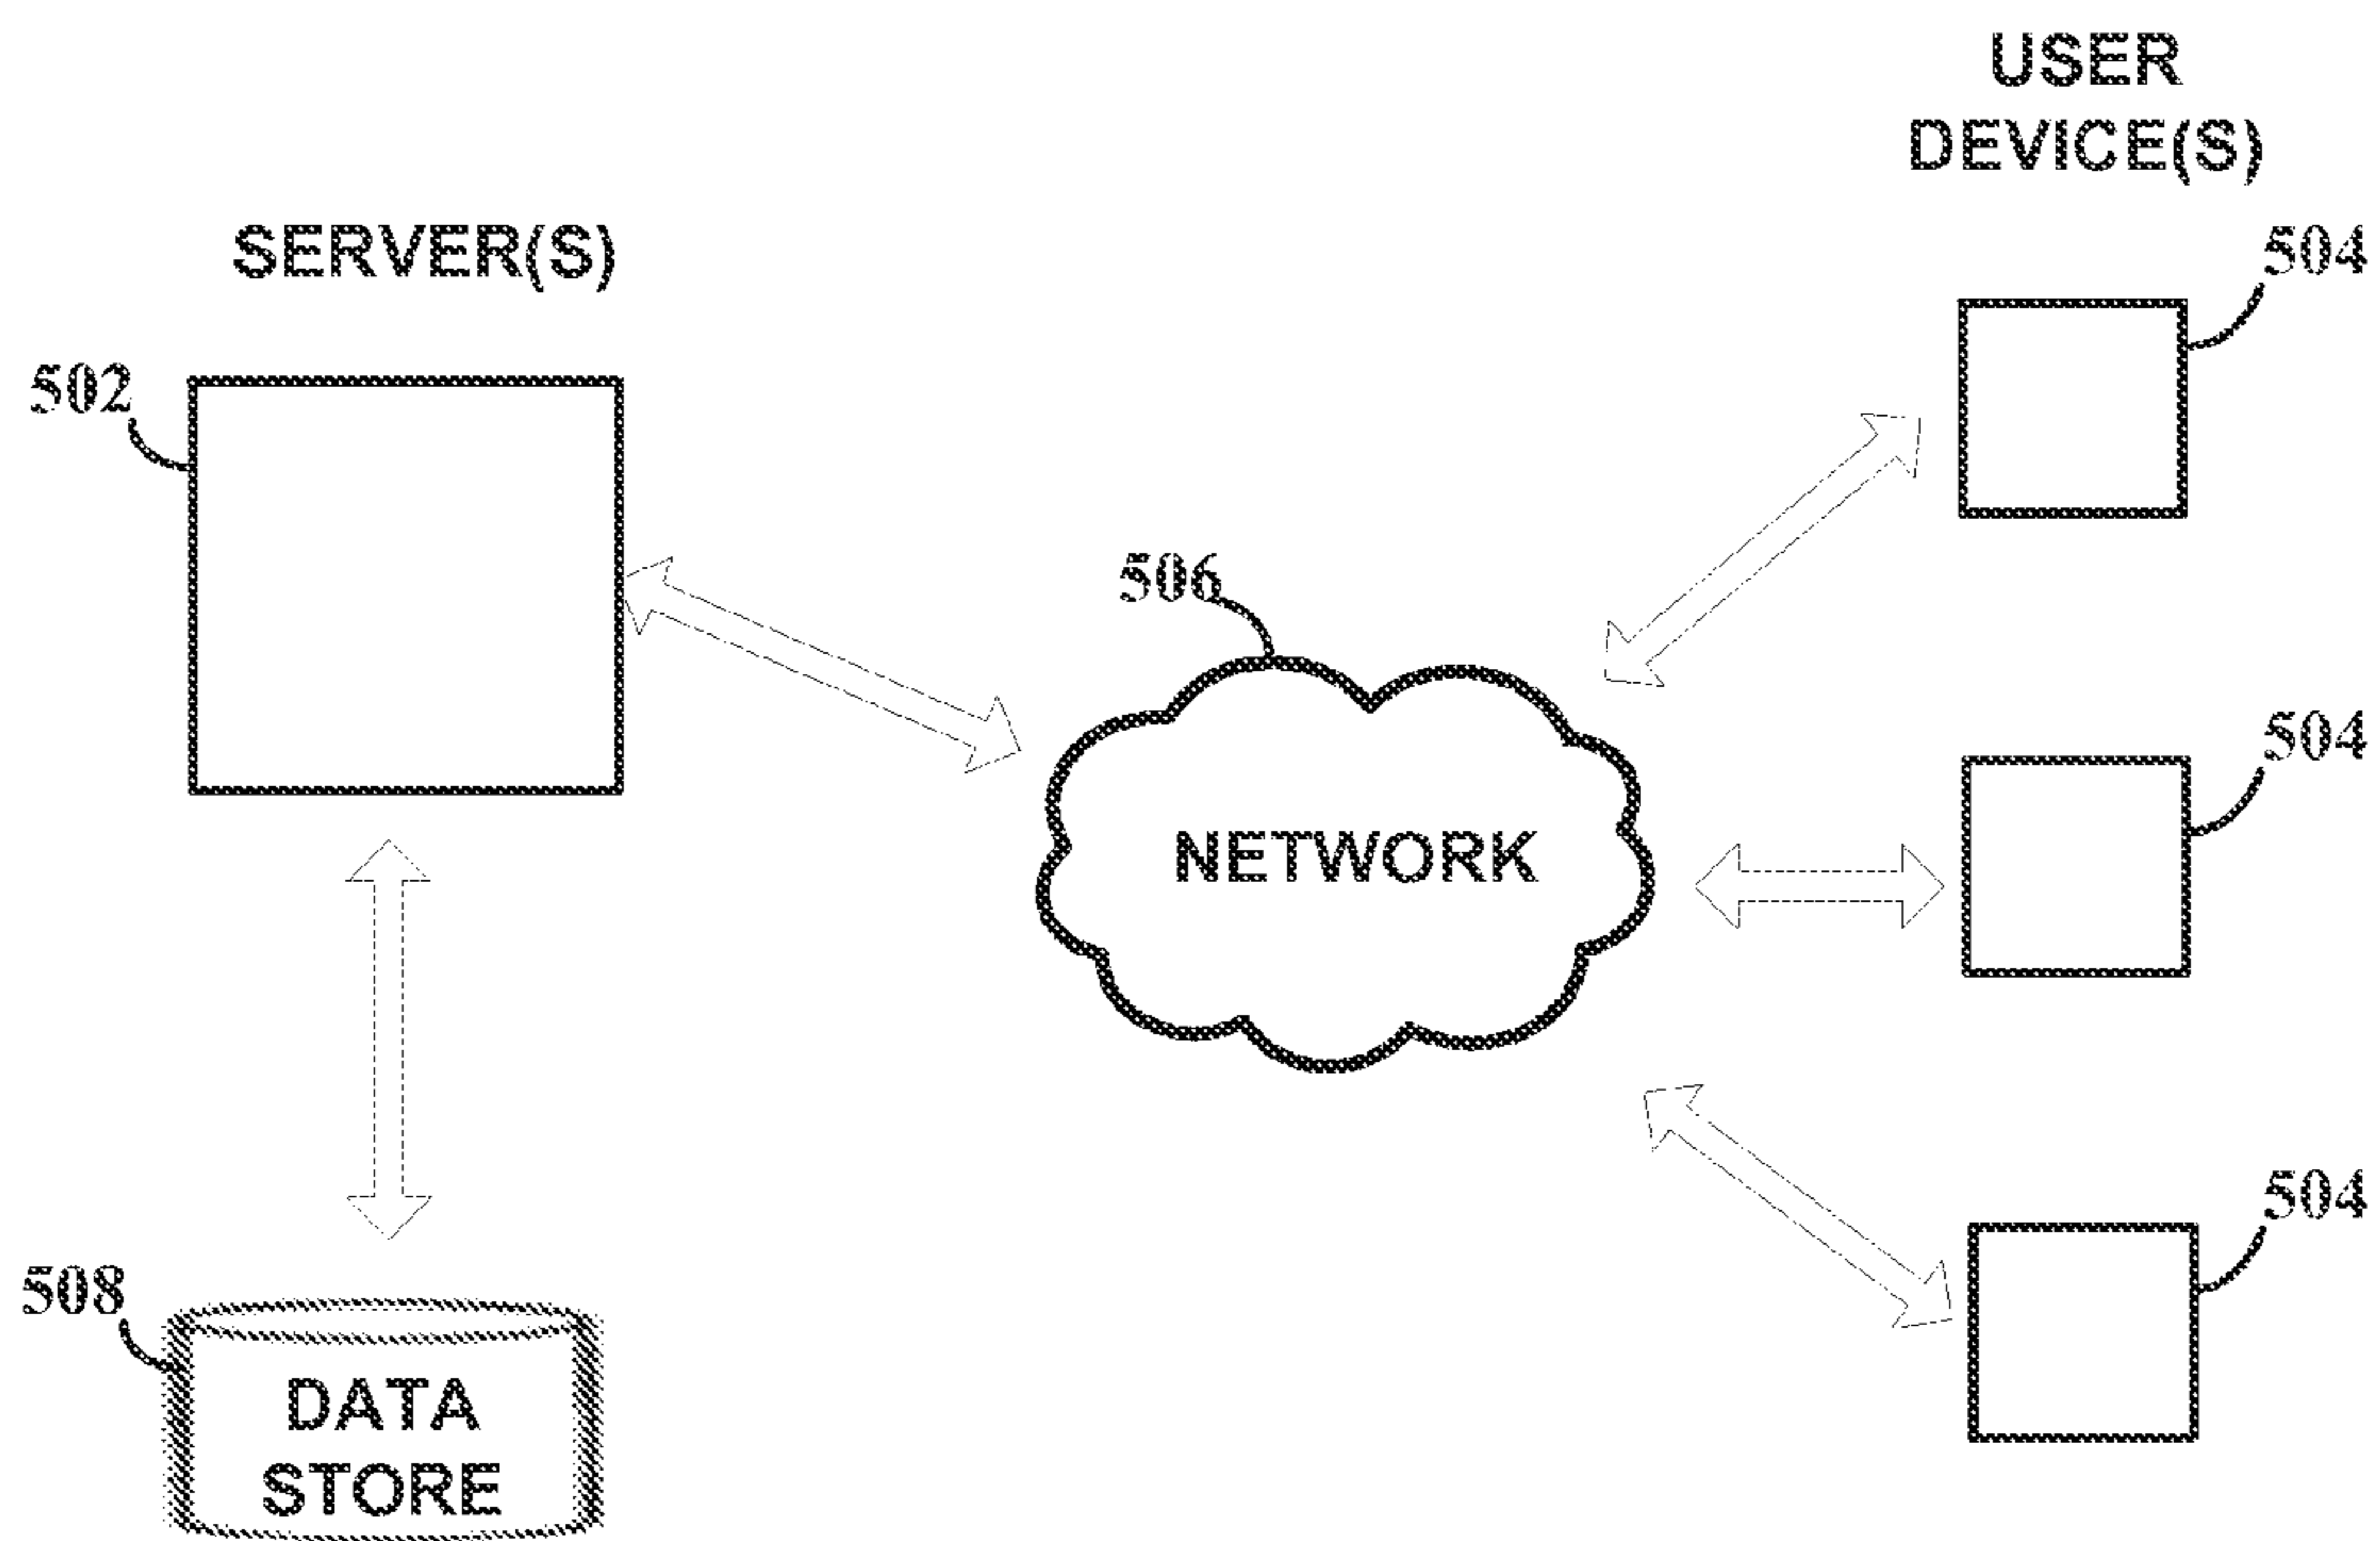 USER
DEVICE(S)
504
SERVER(S)
502
506
504
NETWORK
504
508
DATA
STORE